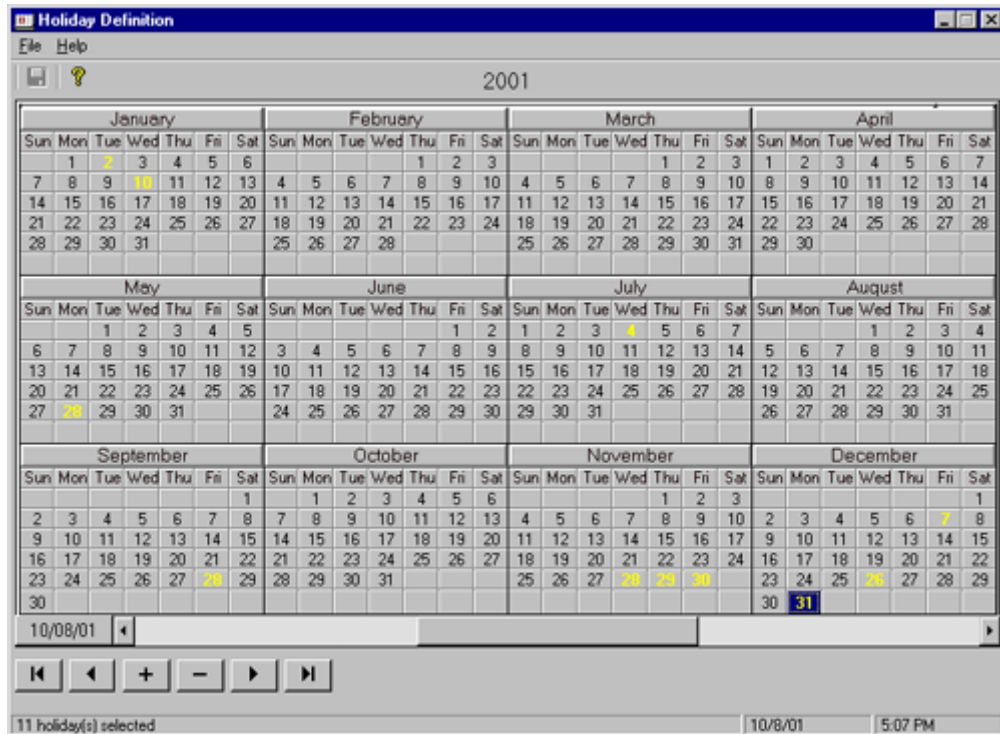 Holiday Definition
File Help
2001
January February March April
Sun Mon Tue Wed Thu Fri Sat Sun Mon Tue Wed Thu Fri Sat Sun Mon Tue Wed Thu Fri Sat Sun Mon Tue Wed Thu Fri Sat
1 2 3 4 5 6 1 2 3 1 2 3 1 2 3 4 5 6 7
7 8 9 10 11 12 13 4 5 6 7 8 9 10 4 5 6 7 8 9 10 8 9 10 11 12 13 14
14 15 16 17 18 19 20 11 12 13 14 15 16 17 11 12 13 14 15 16 17 15 16 17 18 19 20 21
21 22 23 24 25 26 27 18 19 20 21 22 23 24 18 19 20 21 22 23 24 22 23 24 25 26 27 28
28 29 30 31 25 26 27 28 25 26 27 28 29 30 31 29 30
May June July August
Sun Mon Tue Wed Thu Fri Sat Sun Mon Tue Wed Thu Fri Sat Sun Mon Tue Wed Thu Fri Sat Sun Mon Tue Wed Thu Fri Sat
1 2 3 4 5 1 2 1 2 3 4 5 6 7 1 2 3 4
6 7 8 9 10 11 12 3 4 5 6 7 8 9 8 9 10 11 12 13 14 5 6 7 8 9 10 11
13 14 15 16 17 18 19 10 11 12 13 14 15 16 15 16 17 18 19 20 21 12 13 14 15 16 17 18
20 21 22 23 24 25 26 17 18 19 20 21 22 23 22 23 24 25 26 27 28 19 20 21 22 23 24 25
27 28 29 30 31 24 25 26 27 28 29 30 29 30 31 26 27 28 29 30 31
September October November December
Sun Mon Tue Wed Thu Fri Sat Sun Mon Tue Wed Thu Fri Sat Sun Mon Tue Wed Thu Fri Sat Sun Mon Tue Wed Thu Fri Sat
1 1 2 3 4 5 6 1 2 3 1
2 3 4 5 6 7 8 7 8 9 10 11 12 13 4 5 6 7 8 9 10 2 3 4 5 6 7 8
9 10 11 12 13 14 15 14 15 16 17 18 19 20 11 12 13 14 15 16 17 9 10 11 12 13 14 15
16 17 18 19 20 21 22 21 22 23 24 25 26 27 18 19 20 21 22 23 24 16 17 18 19 20 21 22
23 24 25 26 27 28 29 28 29 30 31 25 26 27 28 29 30 23 24 25 26 27 28 29
30 30 31
10/08/01
11 holiday(s) selected 10/8/01 5:07 PM